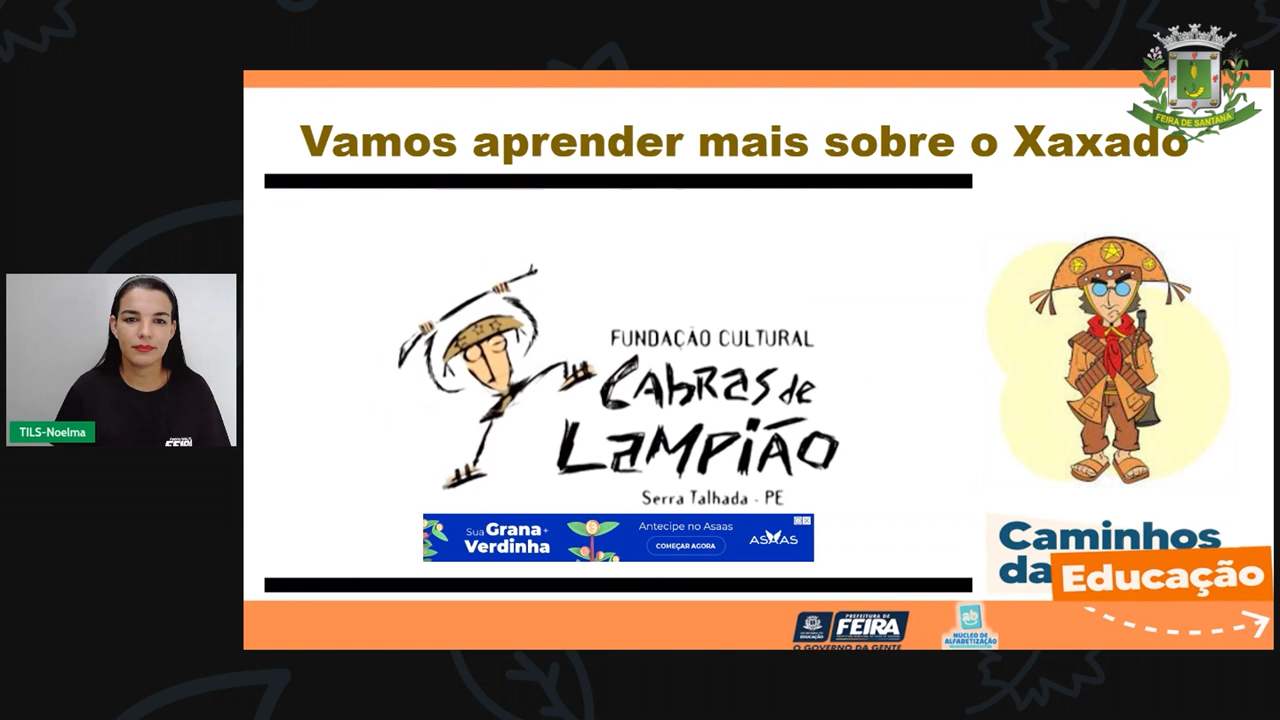 FEIRA DE SANTANA
Vamos aprender mais sobre o Xaxado
FUNDAÇÃO CULTURAL
CABRAS de
LAMPIÃO
Serra Talhada - PE
TILS-Noelma
Sua Grana+
Verdinha
Antecipe no Asaas
COMEÇAR AGORA
ASAAS
Caminhos
da Educação
PREFEITURA DE
FEIRA
O GOVERNO DA GENTE
ab
NÚCLEO DE
ALFABETIZAÇÃO